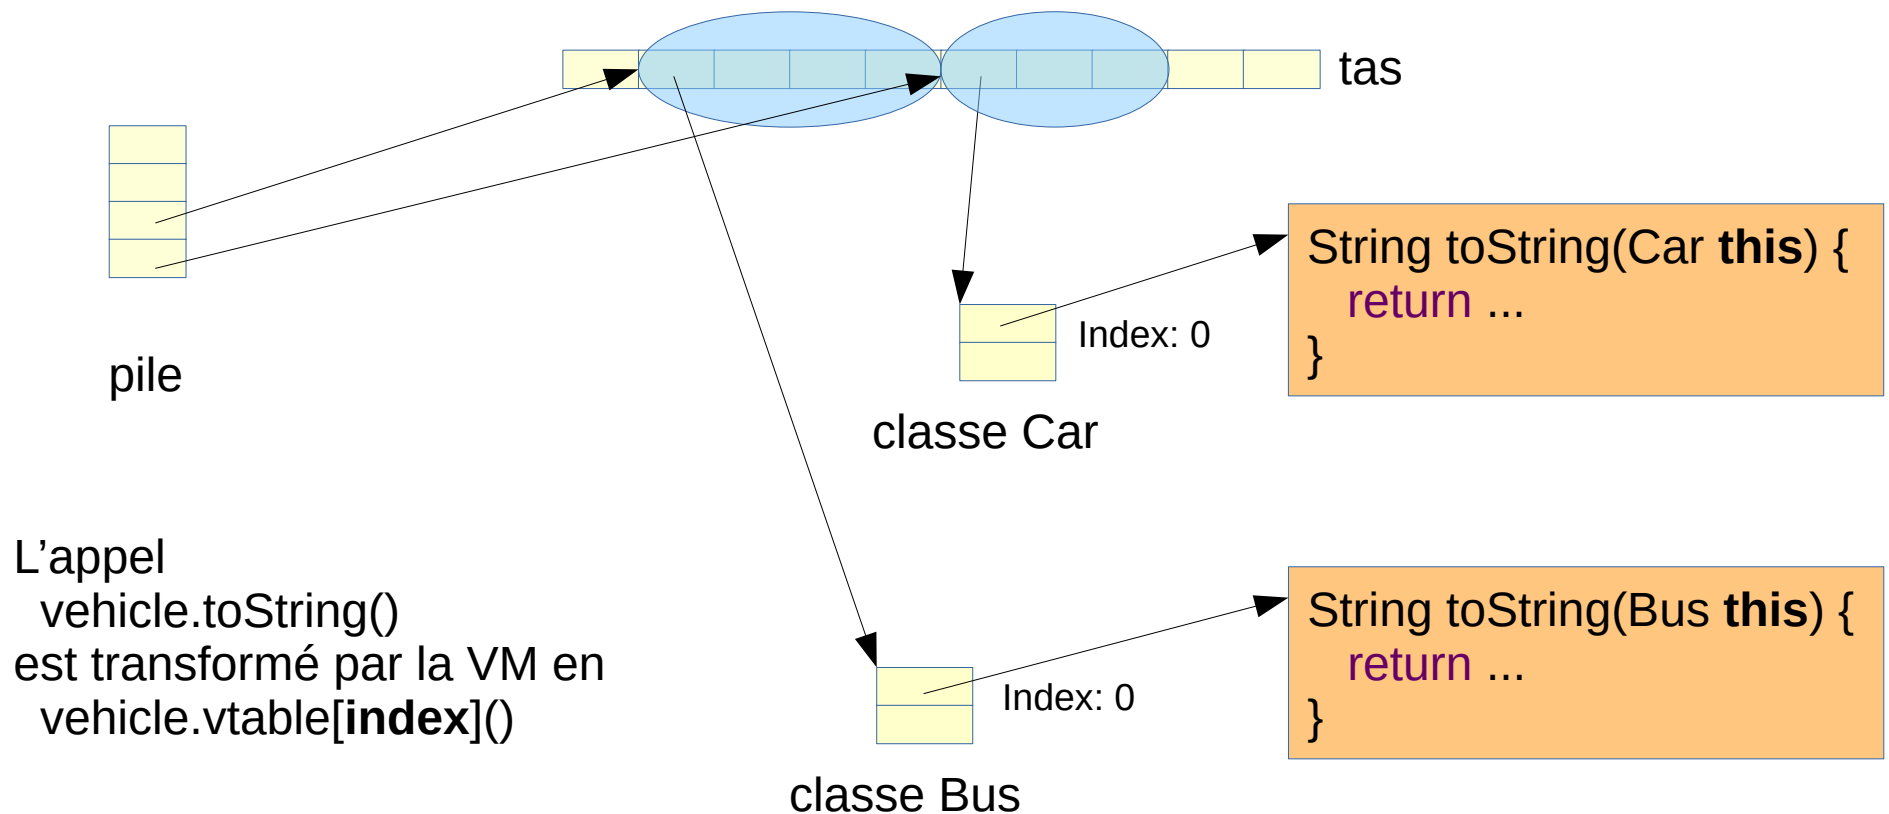 tas
pile
Index: 0
classe Car
String toString(Car this) {
return ...
}
L’appel
vehicle.toString()
est transformé par la VM en
vehicle.vtable[index]()
Index: 0
classe Bus
String toString(Bus this) {
return ...
}